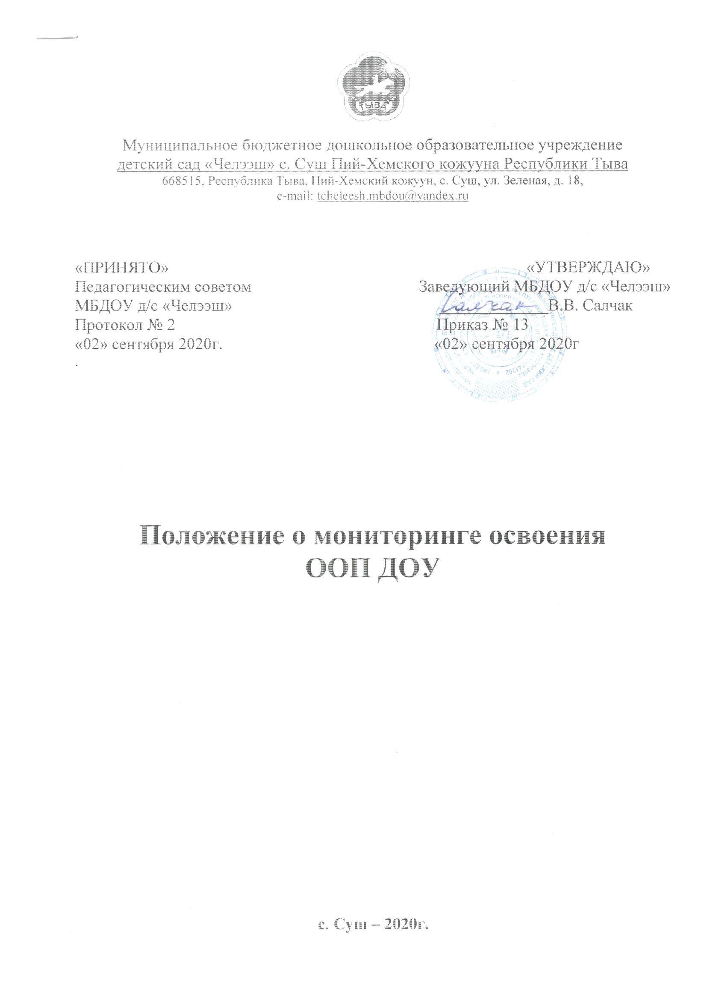 ТЫВА
Муниципальное бюджетное дошкольное образовательное учреждение
детский сад «Челээш» с. Суш Пий-Хемского кожууна Республики Тыва
668515, Республика Тыва, Пий-Хемский кожуун, с. Суш, ул. Зеленая, д. 18,
e-mail: tcheleesh.mbdou@yandex.ru
«ПРИНЯТО»
Педагогическим советом
МБДОУ д/с «Челээш»
Протокол № 2
«02» сентября 2020г.
.
«УТВЕРЖДАЮ»
Заведующий МБДОУ д/с «Челээш»
Салчак В.В. Салчак
Приказ № 13
«02» сентября 2020г
Положение о мониторинге освоения
ООП ДОУ
с. Суш – 2020г.